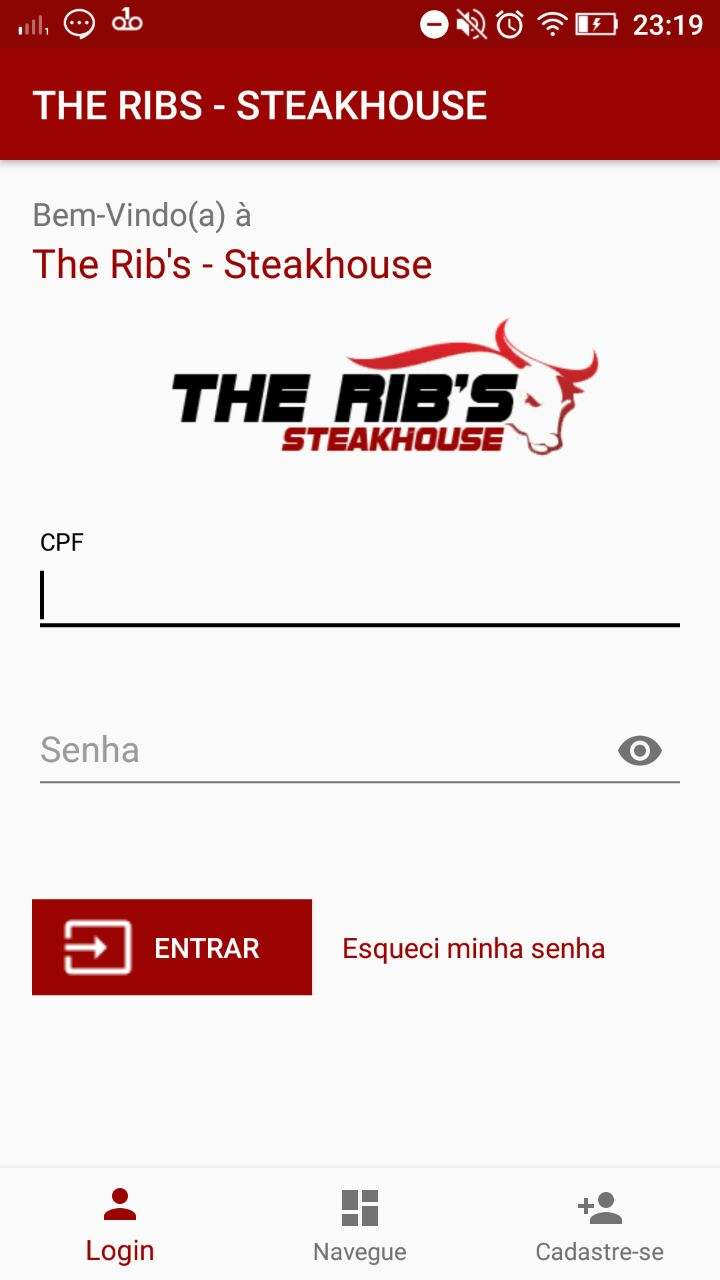 23:19
THE RIBS - STEAKHOUSE
Bem-Vindo(a) à
The Rib's - Steakhouse
THE RIB'S
STEAKHOUSE
CPF
Senha
ENTRAR Esqueci minha senha
Login Navegue Cadastre-se